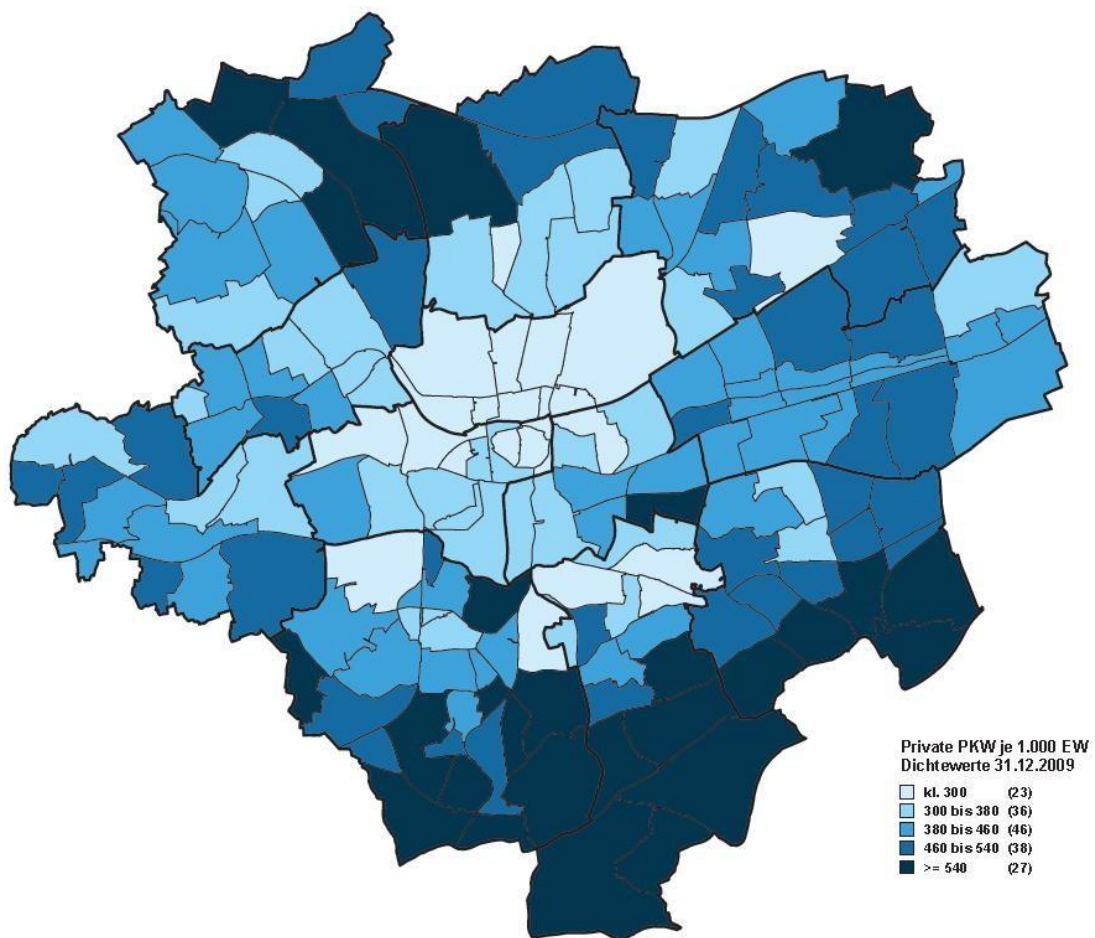 Private PKW je 1.000 EW
Dichtewerte 31.12.2009
kl. 300 (23)
300 bis 380 (36)
380 bis 460 (46)
460 bis 540 (38)
>= 540 (27)